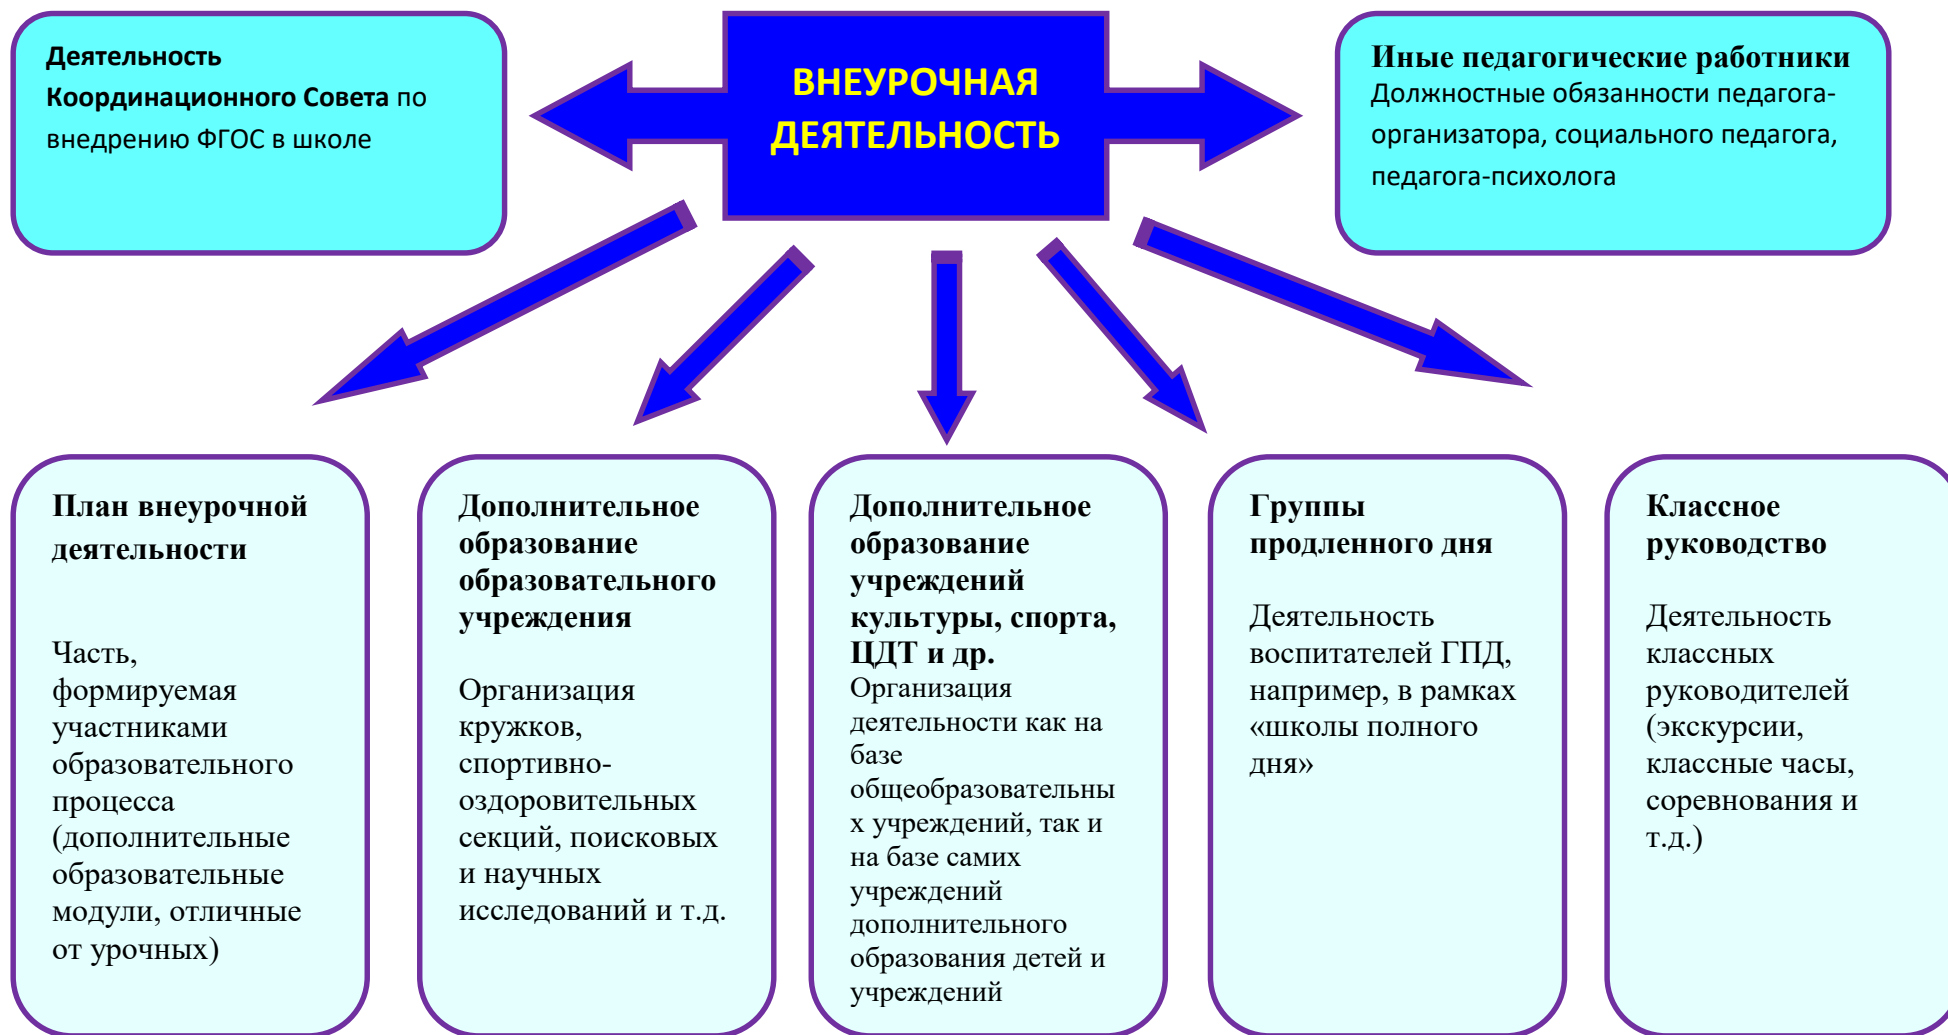 Деятельность
Координационного Совета по
внедрению ФГОС в школе
ВНЕУРОЧНАЯ
ДЕЯТЕЛЬНОСТЬ
Иные педагогические работники
Должностные обязанности педагога-
организатора, социального педагога,
педагога-психолога
План внеурочной
деятельности
Часть,
формируемая
участниками
образовательного
процесса
(дополнительные
образовательные
модули, отличные
от урочных)
Дополнительное
образование
образовательного
учреждения
Организация
кружков,
спортивно-
оздоровительных
секций, поисковых
и научных
исследований и т.д.
Дополнительное
образование
учреждений
культуры, спорта,
ЦДТ и др.
Организация
деятельности как на
базе
общеобразовательны
х учреждений, так и
на базе самих
учреждений
дополнительного
образования детей и
учреждений
Группы
продленного дня
Деятельность
воспитателей ГПД,
например, в рамках
«школы полного
дня»
Классное
руководство
Деятельность
классных
руководителей
(экскурсии,
классные часы,
соревнования и
т.д.)